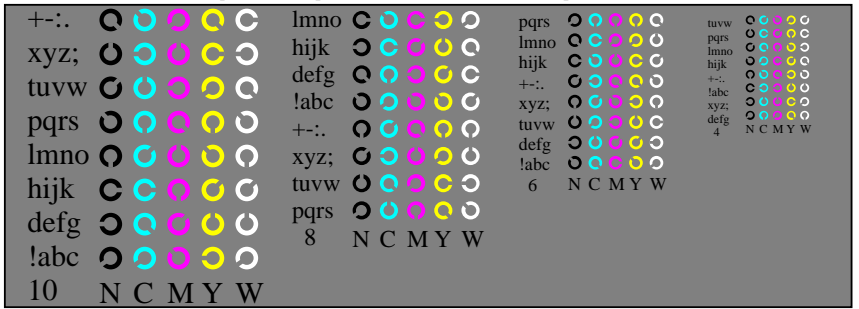 +-:.
xyz;
tuvw
pqrs
lmno
hijk
defg
!abc
10 N C M Y W
lmno
hijk
defg
!abc
+-:.
xyz;
tuvw
pqrs
8 N C M Y W
pqrs
lmno
hijk
+-:.
xyz;
tuvw
defg
!abc
6 N C M Y W
tuvw
pqrs
lmno
hijk
+-:.
!abc
xyz;
defg
4 N C M Y W